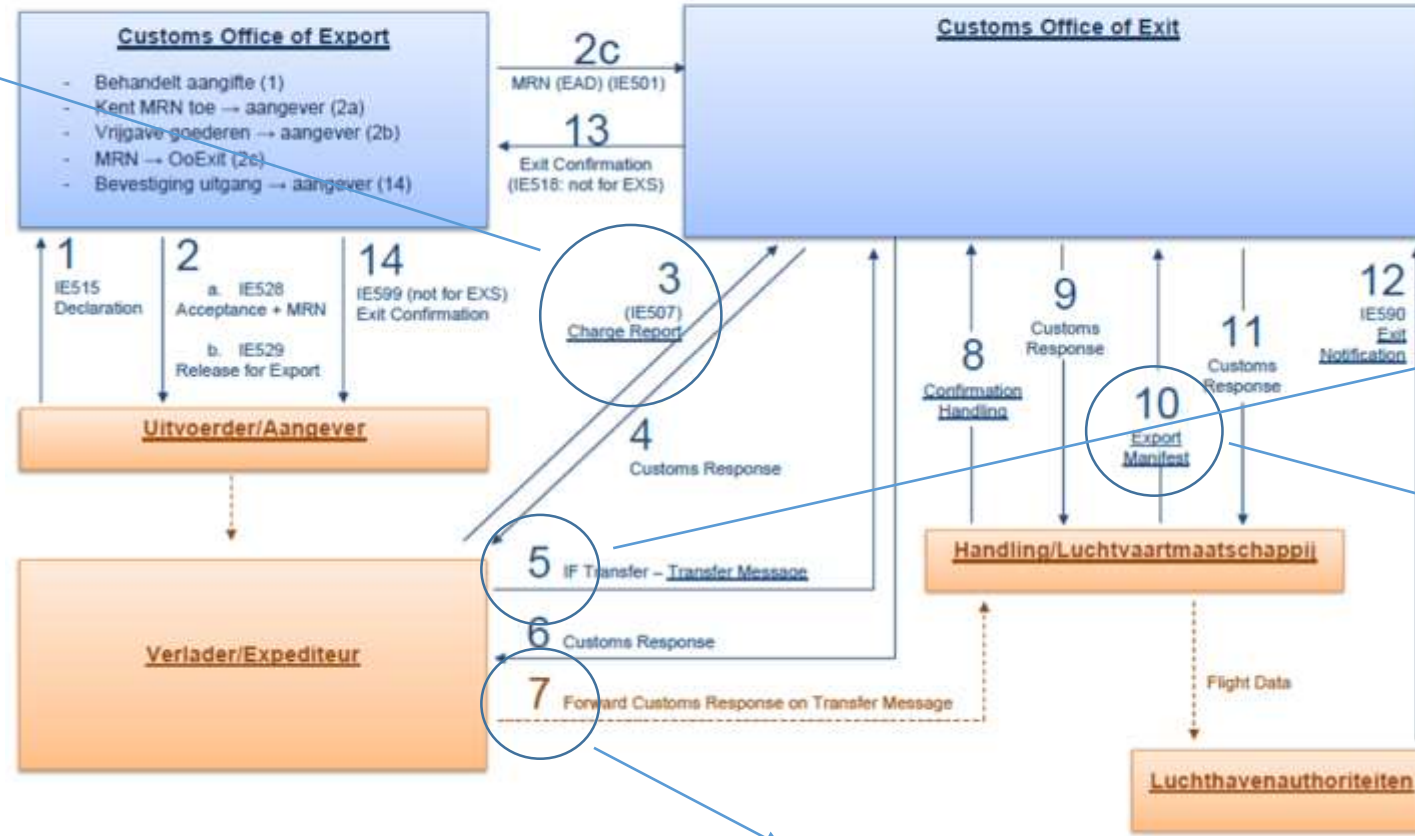 Customs Office of Export
- Behandelt aangifte (1)
- Kent MRN toe → aangever (2a)
- Vrijgave goederen → aangever (2b)
- MRN → OoExit (2c)
- Bevestiging uitgang → aangever (14)
2c
MRN (EAD) (IE501)
13
Exit Confirmation
(IE518: not for EXS)
Customs Office of Exit
1
IE515
Declaration
2
a. IE528
Acceptance + MRN
b. IE529
Release for Export
14
IE599 (not for EXS)
Exit Confirmation
3
(IE507)
Charge Report
4
Customs Response
8
Confirmation
Handling
9
Customs
Response
10
Export
Manifest
11
Customs
Response
12
IE590
Exit
Notification
Uitvoerder/Aangever
Verlader/Expediteur
5 IF Transfer – Transfer Message
6 Customs Response
7 Forward Customs Response on Transfer Message
Handling/Luchtvaartmaatschappij
Flight Data
Luchthavenauthoriteiten